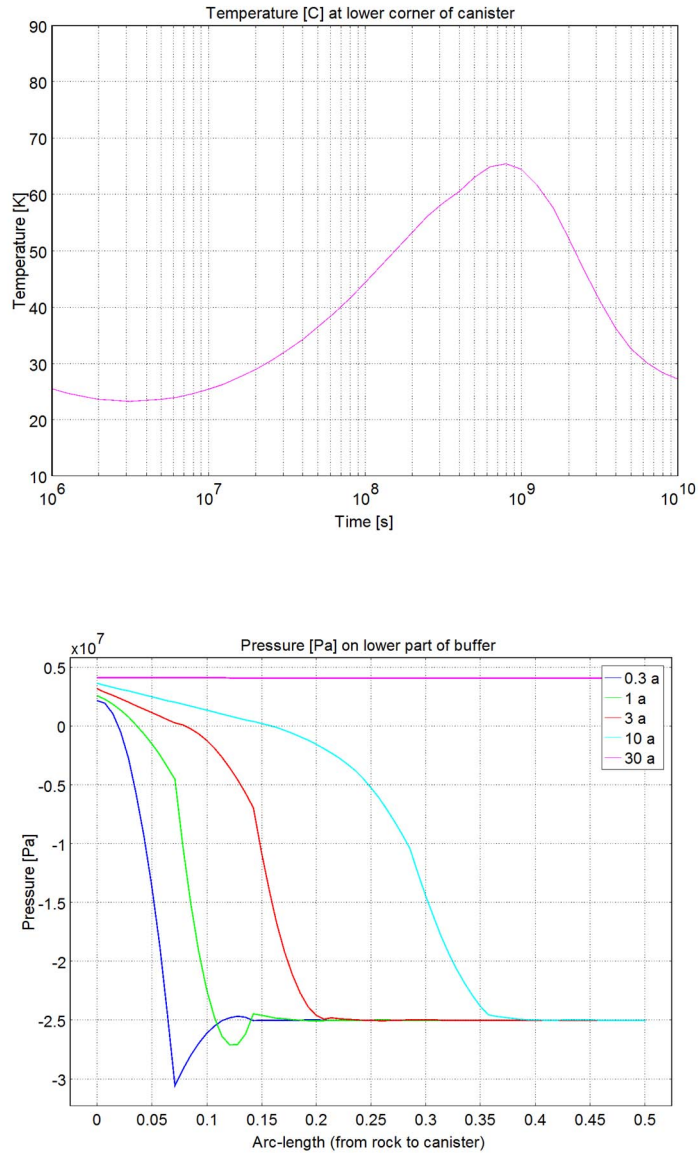 Temperature [C] at lower corner of canister
90
80
70
60
50
40
30
20
10
Temperature [K]
10^6
10^7
10^8
10^9
10^10
Time [s]
x10^7
Pressure [Pa] on lower part of buffer
0.5
0
-0.5
-1
-1.5
-2
-2.5
-3
Pressure [Pa]
0.3 a
1 a
3 a
10 a
30 a
0
0.05
0.1
0.15
0.2
0.25
0.3
0.35
0.4
0.45
0.5
Arc-length (from rock to canister)